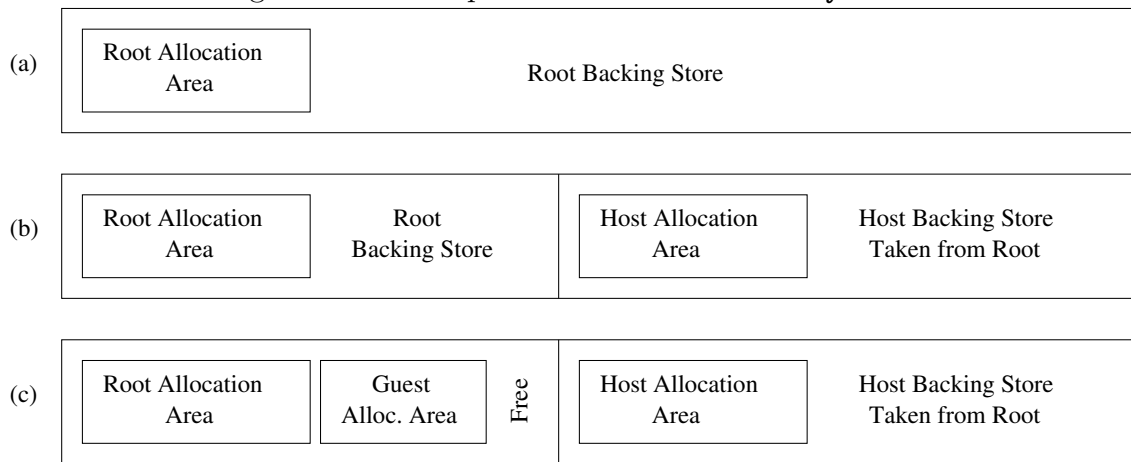 (a)
Root Allocation
Area
Root Backing Store
(b)
Root Allocation
Area
Root
Backing Store
Host Allocation
Area
Host Backing Store
Taken from Root
(c)
Root Allocation
Area
Guest
Alloc. Area
Free
Host Allocation
Area
Host Backing Store
Taken from Root